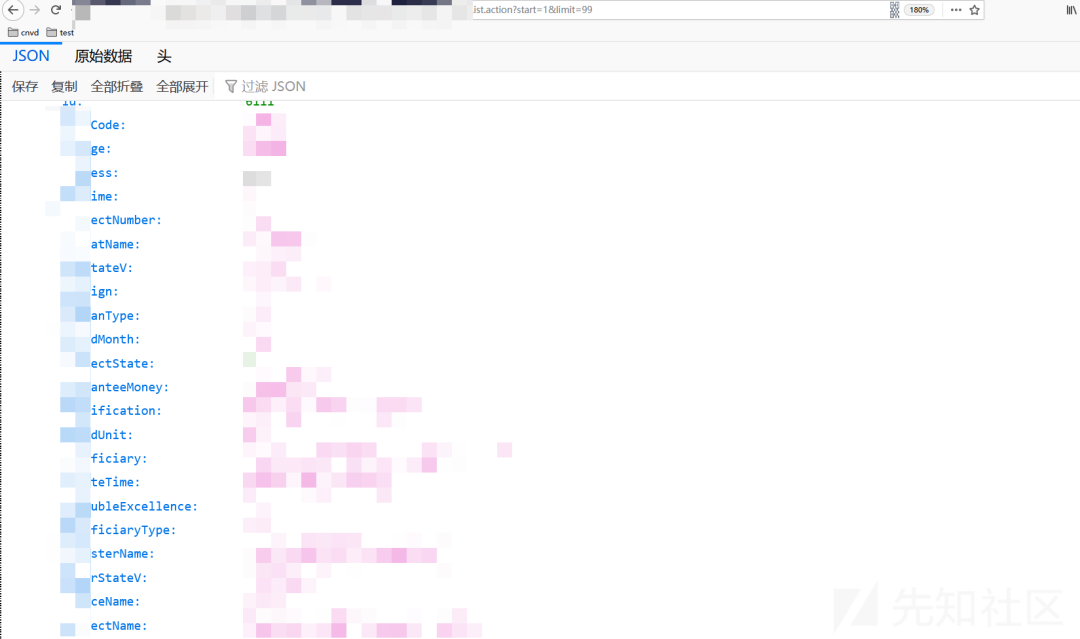 ist.action?start=1&limit=99
180%
cnvd test
JSON 原始数据 头
保存 复制 全部折叠 全部展开 过滤 JSON
Code:
ge:
ess:
ime:
ectNumber:
atName:
tateV:
ign:
anType:
dMonth:
ectState:
anteeMoney:
ification:
dUnit:
ficiary:
teTime:
ubleExcellence:
ficiaryType:
sterName:
rStateV:
ceName:
ectName:
先知社区